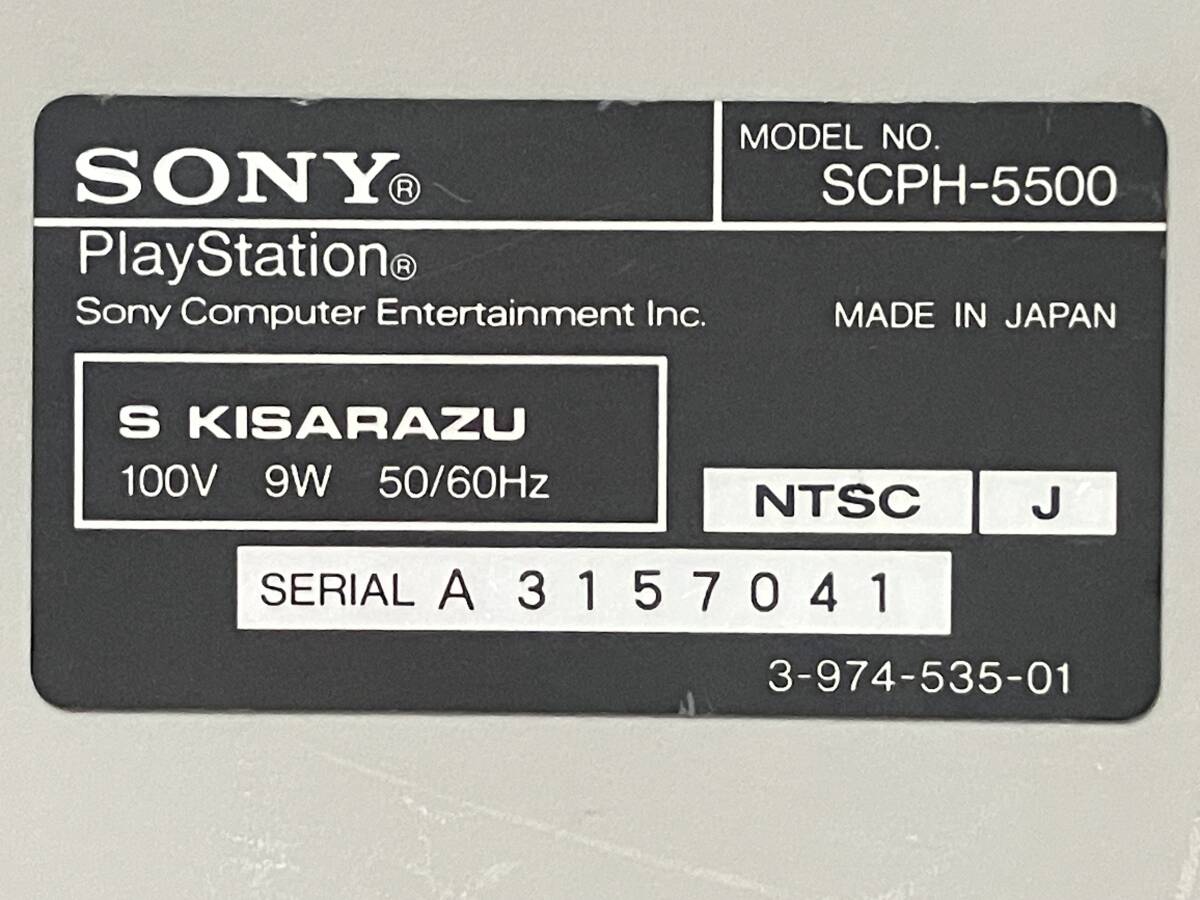 SONY®
MODEL NO.
SCPH-5500
PlayStation®
Sony Computer Entertainment Inc.
MADE IN JAPAN
S KISARAZU
100V 9W 50/60Hz
NTSC J
SERIAL A 3157041
3-974-535-01